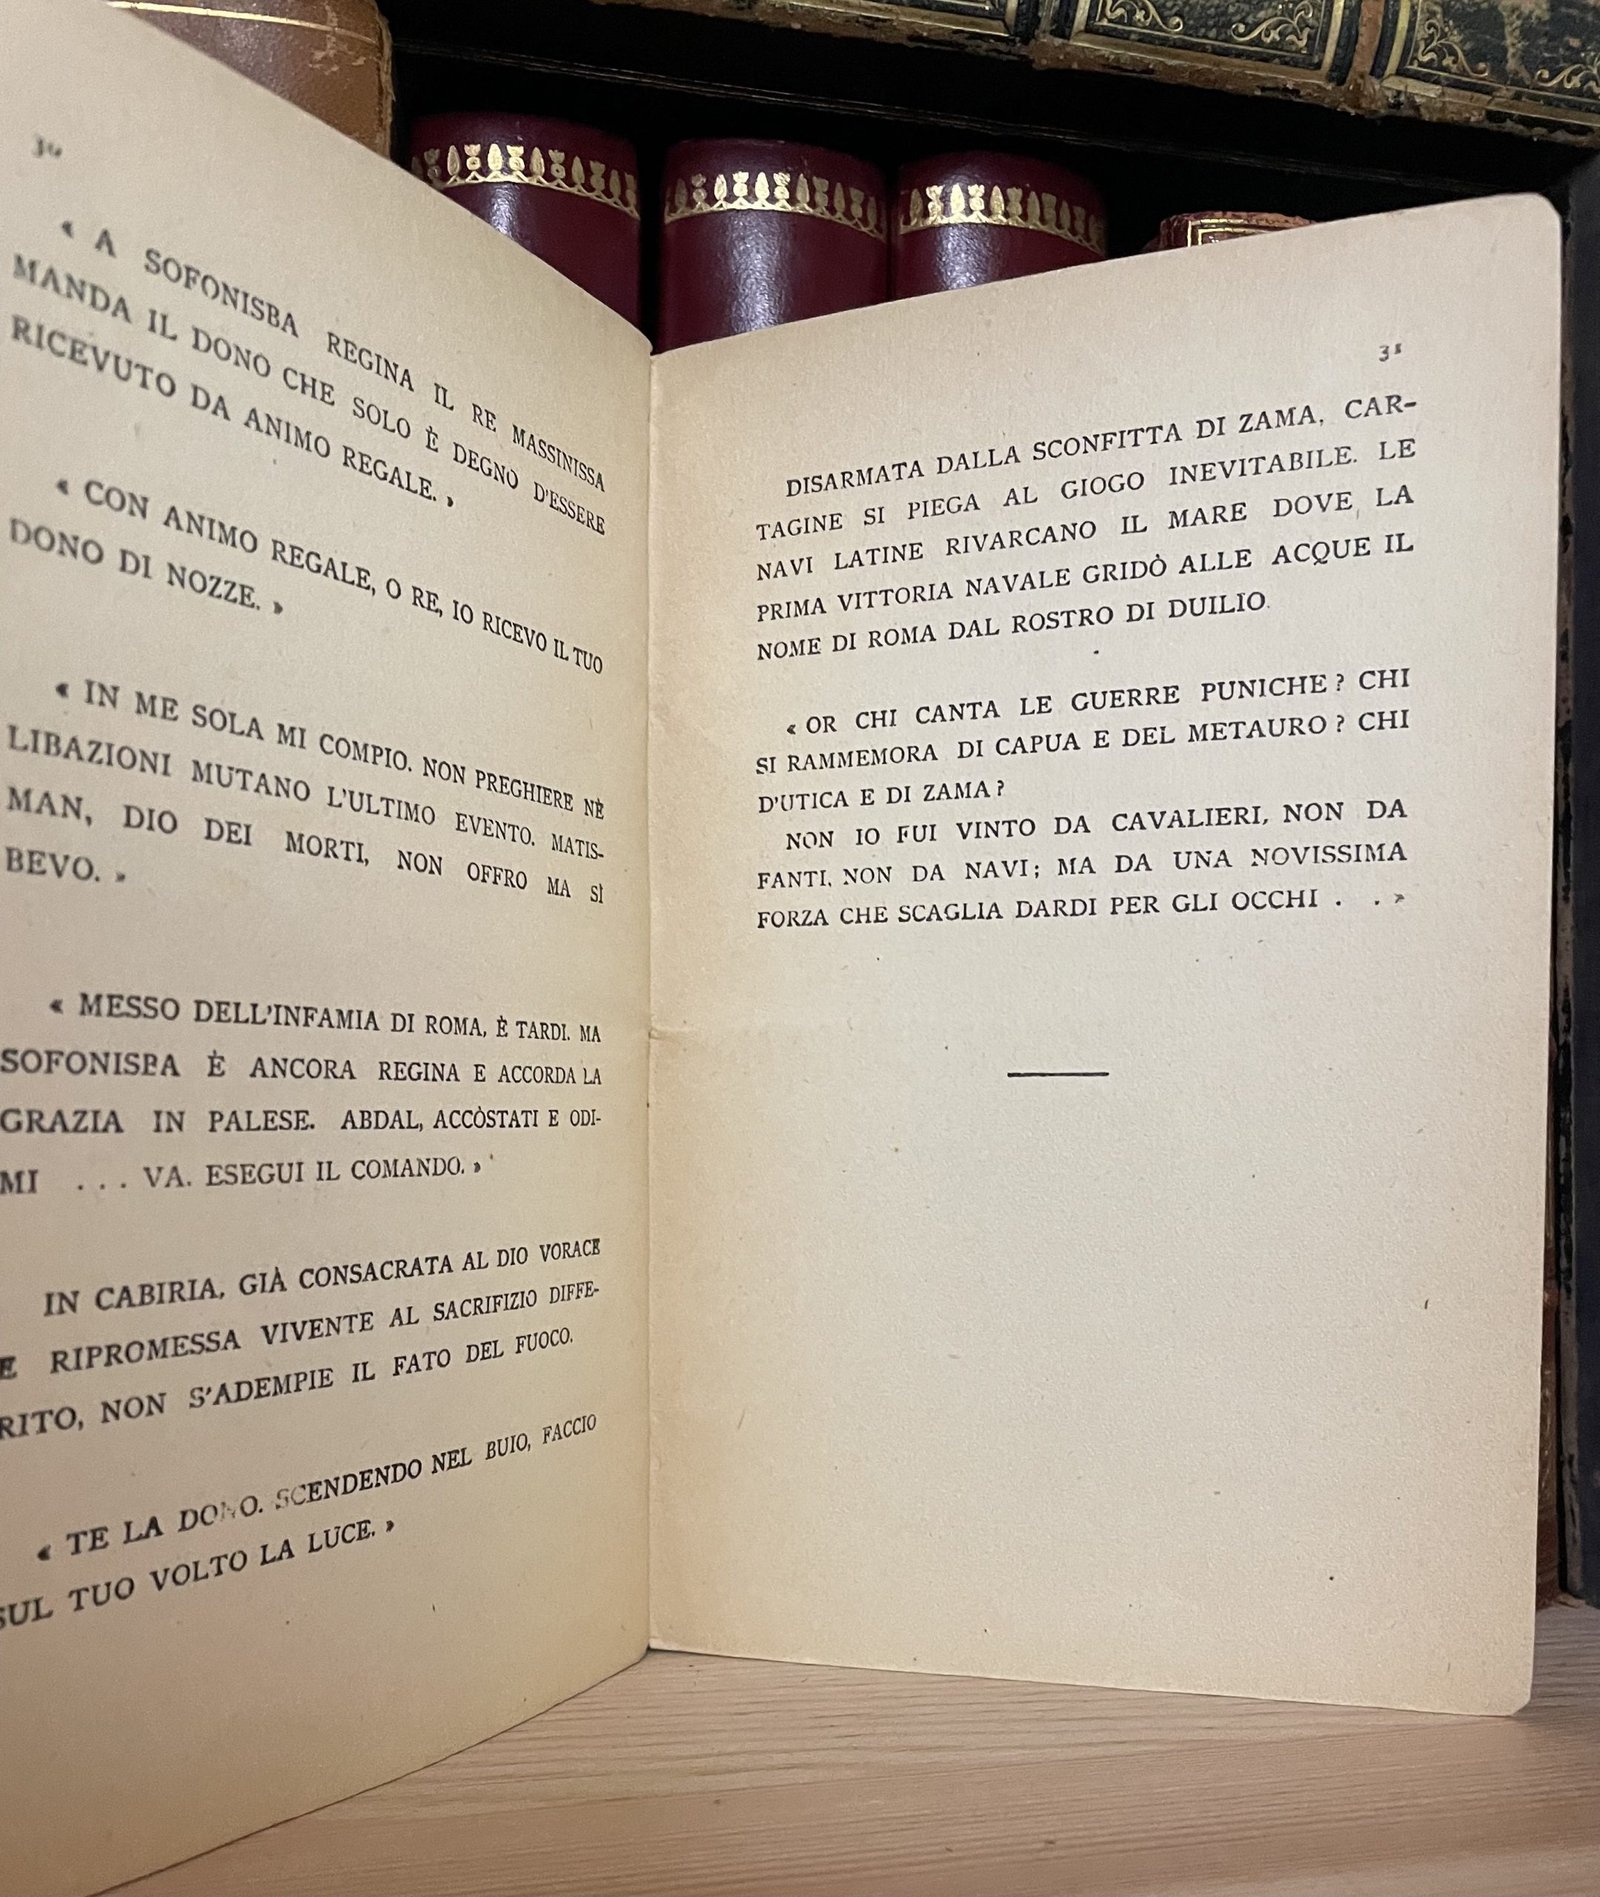 30
« A SOFONISBA REGINA IL RE MASSINISSA
MANDA IL DONO CHE SOLO È DEGNO D'ESSERE
RICEVUTO DA ANIMO REGALE. »
« CON ANIMO REGALE, O RE, IO RICEVO IL TUO
DONO DI NOZZE. »
« IN ME SOLA MI COMPIO. NON PREGHIERE NÈ
LIBAZIONI MUTANO L'ULTIMO EVENTO. MATIS-
MAN, DIO DEI MORTI, NON OFFRO MA SÌ
BEVO. »
« MESSO DELL'INFAMIA DI ROMA, È TARDI. MA
SOFONISBA È ANCORA REGINA E ACCORDA LA
GRAZIA IN PALESE. ABDAL, ACCÒSTATI E ODI-
MI ... VA. ESEGUI IL COMANDO. »
IN CABIRIA, GIÀ CONSACRATA AL DIO VORACE
E RIPROMESSA VIVENTE AL SACRIFIZIO DIFFE-
RITO, NON S'ADEMPIE IL FATO DEL FUOCO.
« TE LA DONO. SCENDENDO NEL BUIO, FACCIO
SUL TUO VOLTO LA LUCE. »
31
DISARMATA DALLA SCONFITTA DI ZAMA, CAR-
TAGINE SI PIEGA AL GIOGO INEVITABILE. LE
NAVI LATINE RIVARCANO IL MARE DOVE LA
PRIMA VITTORIA NAVALE GRIDÒ ALLE ACQUE IL
NOME DI ROMA DAL ROSTRO DI DUILIO.
« OR CHI CANTA LE GUERRE PUNICHE? CHI
SI RAMMEMORA DI CAPUA E DEL METAURO? CHI
D'UTICA E DI ZAMA?
NON IO FUI VINTO DA CAVALIERI, NON DA
FANTI, NON DA NAVI; MA DA UNA NOVISSIMA
FORZA CHE SCAGLIA DARDI PER GLI OCCHI . . »